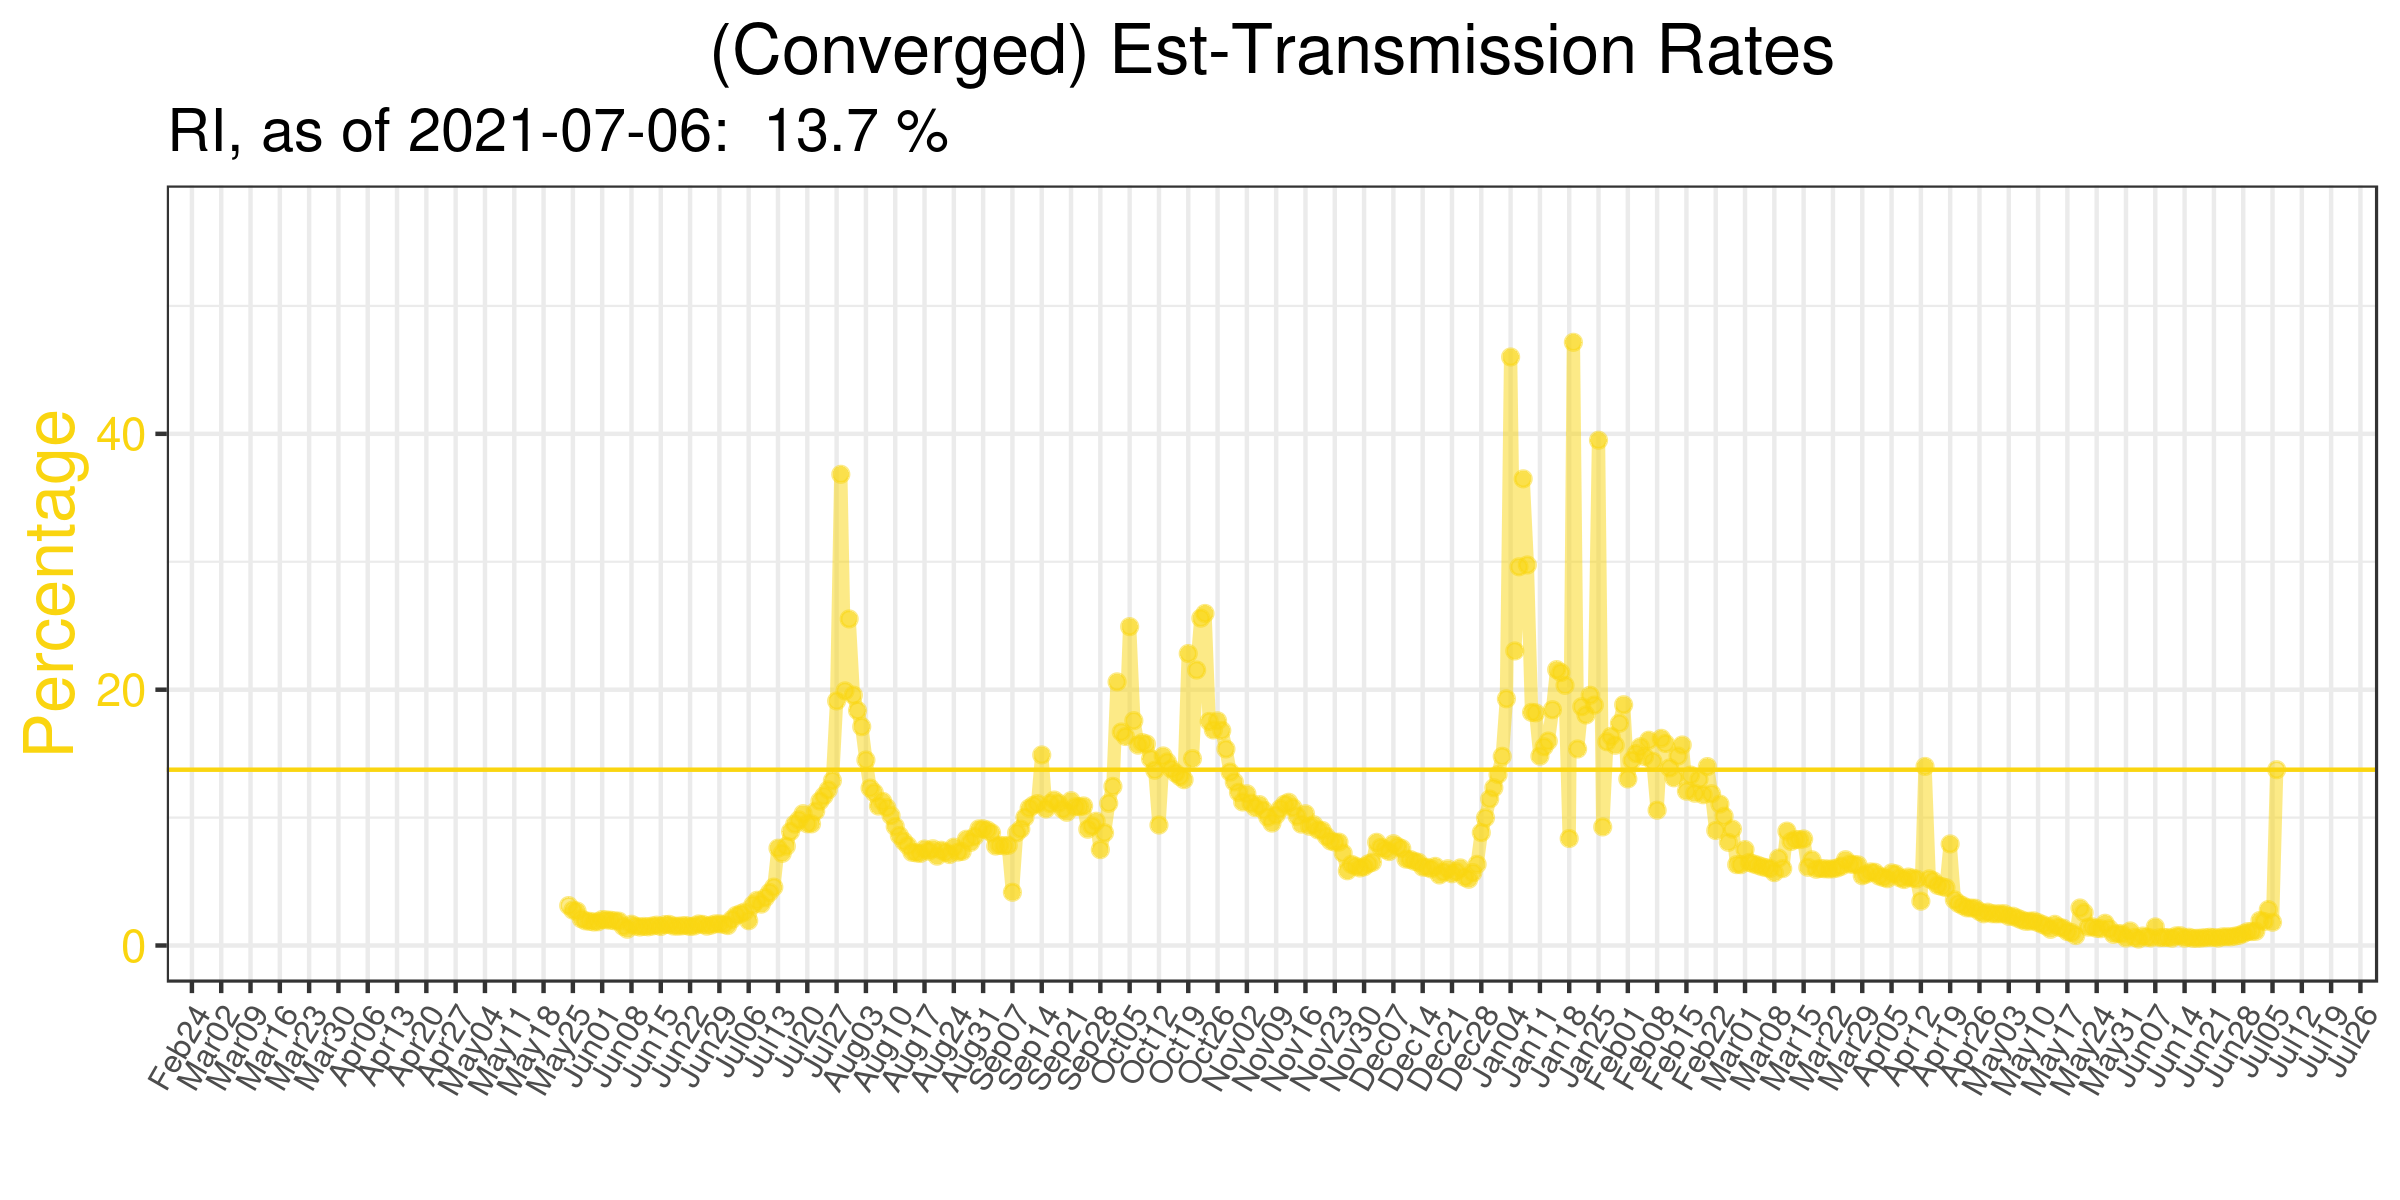 (Converged) Est-Transmission Rates
RI, as of 2021-07-06:  13.7 %
Percentage
40
20
0
Feb24
Mar02
Mar09
Mar16
Mar23
Mar30
Apr06
Apr13
Apr20
Apr27
May04
May11
May18
May25
Jun01
Jun08
Jun15
Jun22
Jun29
Jul06
Jul13
Jul20
Jul27
Aug03
Aug10
Aug17
Aug24
Aug31
Sep07
Sep14
Sep21
Sep28
Oct05
Oct12
Oct19
Oct26
Nov02
Nov09
Nov16
Nov23
Nov30
Dec07
Dec14
Dec21
Dec28
Jan04
Jan11
Jan18
Jan25
Feb01
Feb08
Feb15
Feb22
Mar01
Mar08
Mar15
Mar22
Mar29
Apr05
Apr12
Apr19
Apr26
May03
May10
May17
May24
May31
Jun07
Jun14
Jun21
Jun28
Jul05
Jul12
Jul19
Jul26